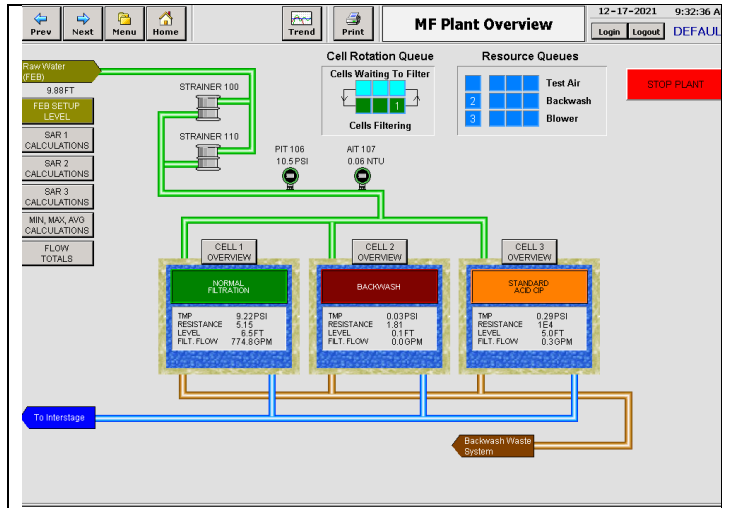 Prev
Next
Menu
Home
Trend
Print
MF Plant Overview
12-17-2021 9:32:36 A
Login
Logout
DEFAUL
Raw Water
(FEB)
9.88FT
FEB SETUP
LEVEL
SAR 1
CALCULATIONS
SAR 2
CALCULATIONS
SAR 3
CALCULATIONS
MIN, MAX, AVG
CALCULATIONS
FLOW
TOTALS
STRAINER 100
STRAINER 110
Cell Rotation Queue
Cells Waiting To Filter
1
Cells Filtering
Resource Queues
Test Air
2 Backwash
3 Blower
STOP PLANT
PIT 106
10.5PSI
AIT 107
0.06 NTU
CELL 1
OVERVIEW
NORMAL
FILTRATION
TMP 9.22PSI
RESISTANCE 5.15
LEVEL 6.5FT
FILT. FLOW 774.8GPM
CELL 2
OVERVIEW
BACKWASH
TMP 0.03PSI
RESISTANCE 1.81
LEVEL 0.1FT
FILT. FLOW 0.0GPM
CELL 3
OVERVIEW
STANDARD
ACID CIP
TMP 0.29PSI
RESISTANCE 1E4
LEVEL 5.0FT
FILT. FLOW 0.3GPM
To Interstage
Backwash Waste
System